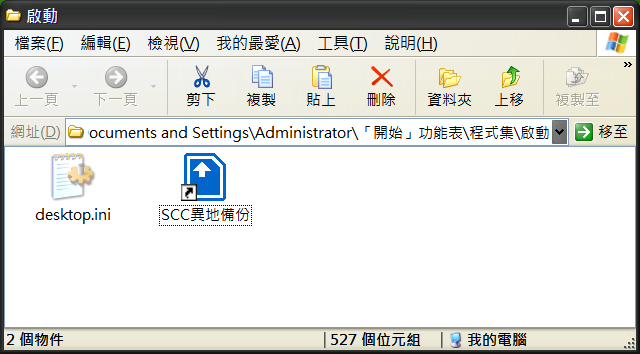 啟動
檔案(F) 編輯(E) 檢視(V) 我的最愛(A) 工具(T) 說明(H)
上一頁 下一頁 剪下 複製 貼上 刪除 資料夾 上移 複製至
網址(D) ocuments and Settings\Administrator\「開始」功能表\程式集\啟動 移至
desktop.ini SCC異地備份
2 個物件 527 個位元組 我的電腦